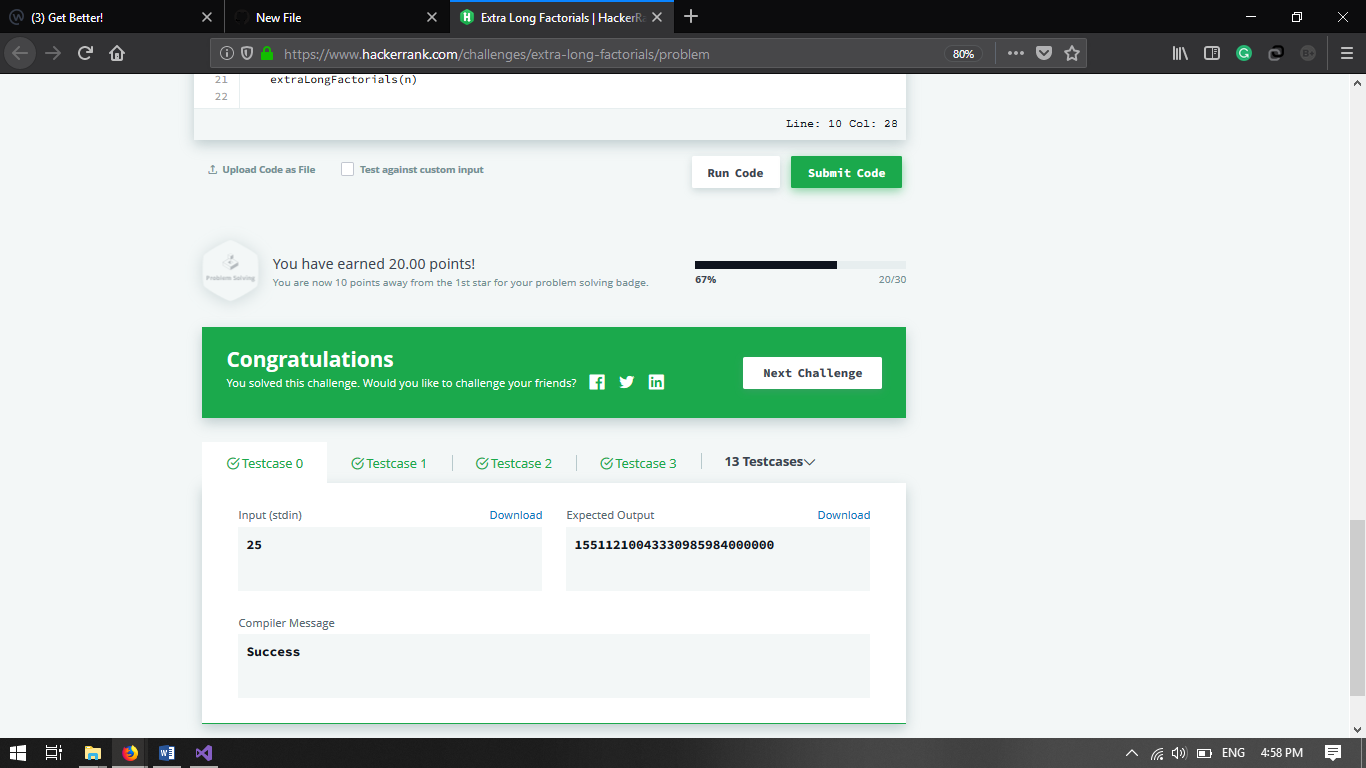 (3) Get Better!
New File
Extra Long Factorials | HackerRa
https://www.hackerrank.com/challenges/extra-long-factorials/problem
80%
21 extraLongFactorials(n)
22
Line: 10 Col: 28
Upload Code as File
Test against custom input
Run Code
Submit Code
Problem Solving
You have earned 20.00 points!
You are now 10 points away from the 1st star for your problem solving badge.
67%
20/30
Congratulations
You solved this challenge. Would you like to challenge your friends?
Next Challenge
Testcase 0
Testcase 1
Testcase 2
Testcase 3
13 Testcases
Input (stdin)
Download
Expected Output
Download
25
15511210043330985984000000
Compiler Message
Success
ENG
4:58 PM